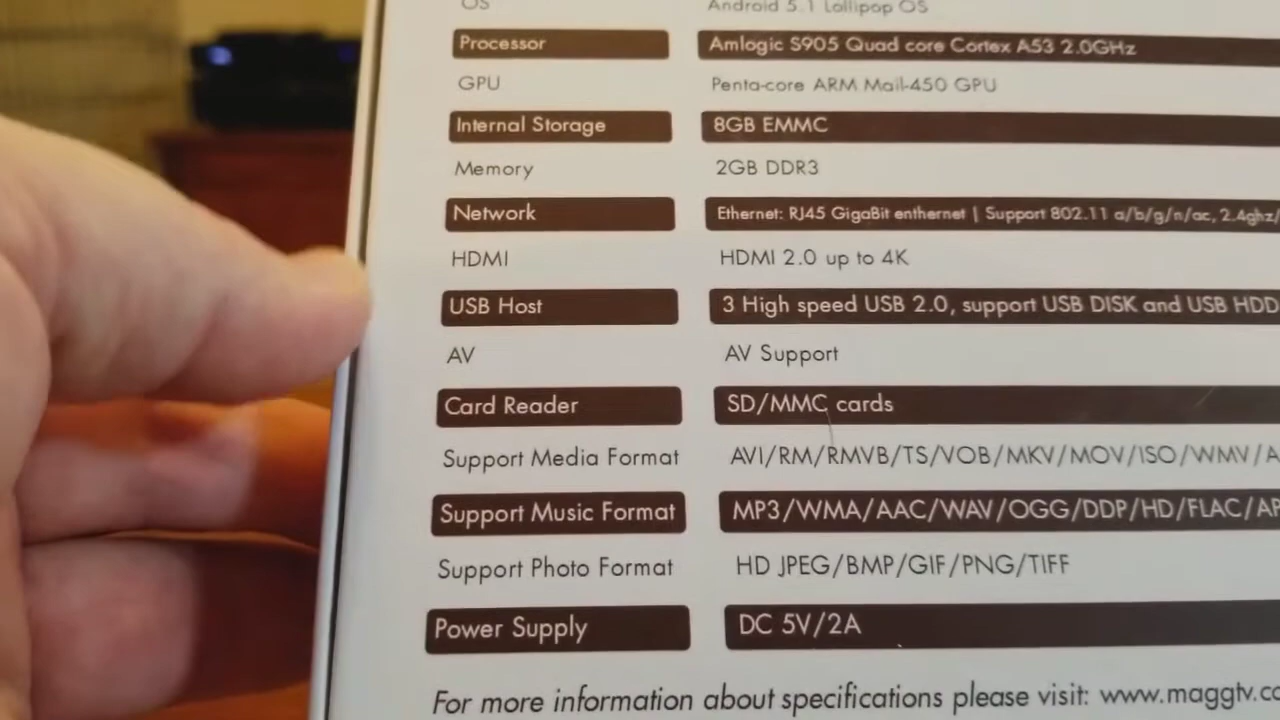 OS Android 5.1 Lollipop OS
Processor Amlogic S905 Quad core Cortex A53 2.0GHz
GPU Penta-core ARM Mail-450 GPU
Internal Storage 8GB EMMC
Memory 2GB DDR3
Network Ethernet: RJ45 GigaBit enthernet | Support 802.11 a/b/g/n/ac, 2.4ghz/
HDMI HDMI 2.0 up to 4K
USB Host 3 High speed USB 2.0, support USB DISK and USB HDD
AV AV Support
Card Reader SD/MMC cards
Support Media Format AVI/RM/RMVB/TS/VOB/MKV/MOV/ISO/WMV/A
Support Music Format MP3/WMA/AAC/WAV/OGG/DDP/HD/FLAC/AP
Support Photo Format HD JPEG/BMP/GIF/PNG/TIFF
Power Supply DC 5V/2A
For more information about specifications please visit: www.maggtv.co